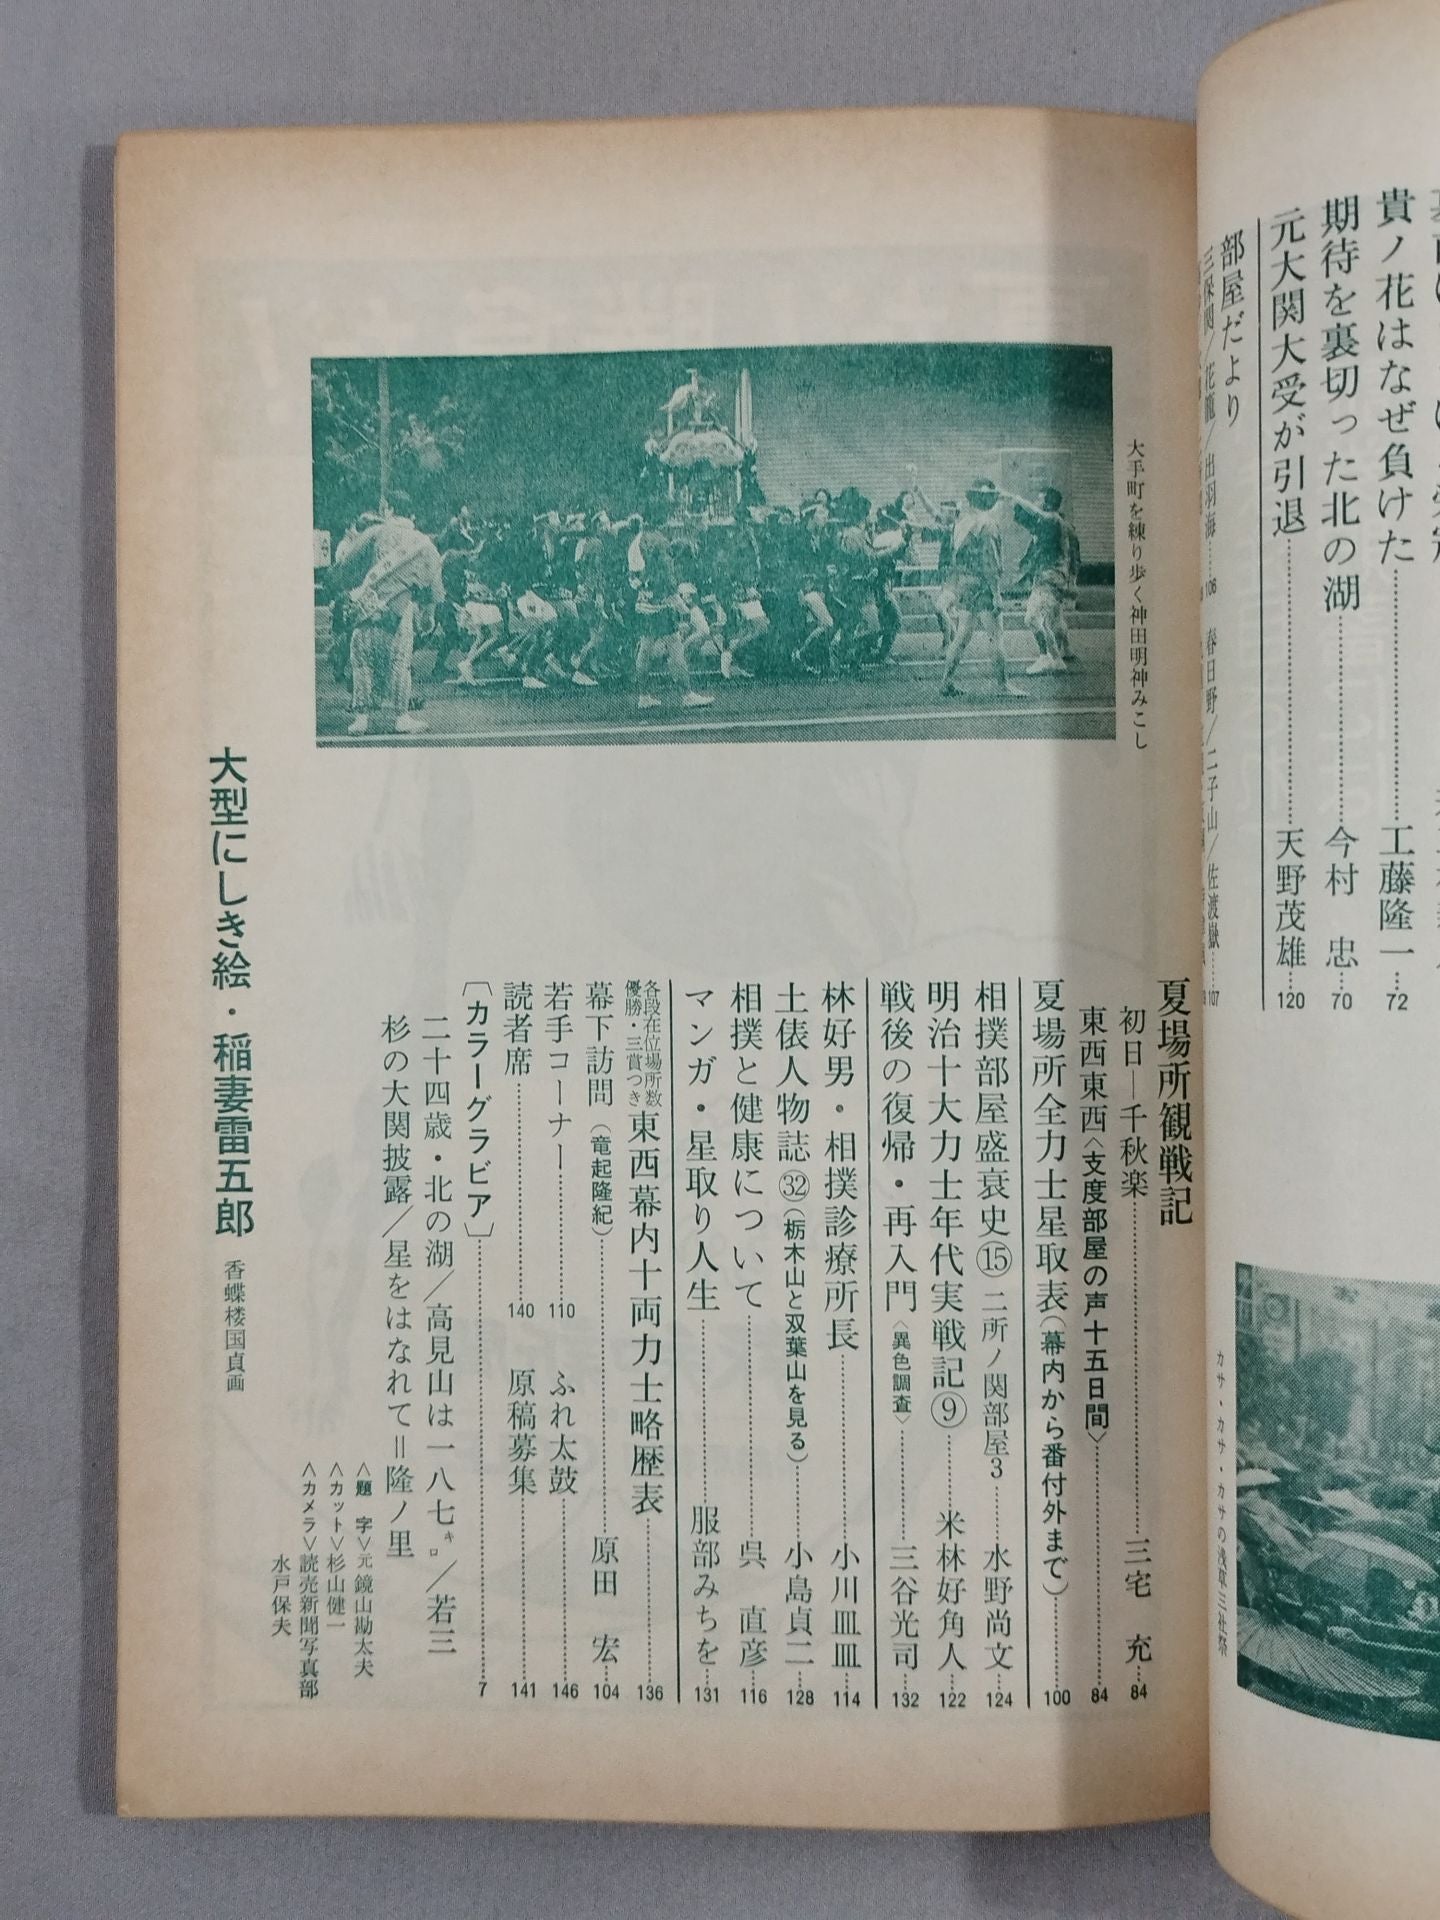 貴ノ花はなぜ負けた……工藤隆一…72
期待を裏切った北の湖……今村 忠…70
元大関大受が引退……天野茂雄…120
部屋だより
三保関/花籠/出羽海……106
春日野/二子山/佐渡嶽……107
カサ・カサ・カサの浅草三社祭
大手町を練り歩く神田明神みこし
夏場所観戦記
初日―千秋楽……三宅 充…84
東西東西〈支度部屋の声十五日間〉……84
夏場所全力士星取表(幕内から番付外まで)……100
相撲部屋盛衰史⑮二所ノ関部屋3……水野尚文…124
明治十大力士年代実戦記⑨……米林好角人…122
戦後の復帰・再入門〈異色調査〉……三谷光司…132
林好男・相撲診療所長……小川皿皿…114
土俵人物誌㉜(栃木山と双葉山を見る)……小島貞二…128
相撲と健康について……呉 直彦…116
マンガ・星取り人生……服部みちを…131
各段在位場所数
優勝・三賞つき
東西幕内十両力士略歴表……136
幕下訪問(竜起隆紀)……原田 宏…104
若手コーナー……110
ふれ太鼓……146
読者席……140
原稿募集……141
〔カラーグラビア〕……7
二十四歳・北の湖/高見山は一八七キロ/若三
杉の大関披露/星をはなれて＝隆ノ里
〈題 字〉元鏡山勘太夫
〈カット〉杉山健一
〈カメラ〉読売新聞写真部
水戸保夫
大型にしき絵・稲妻雷五郎 香蝶楼国貞画